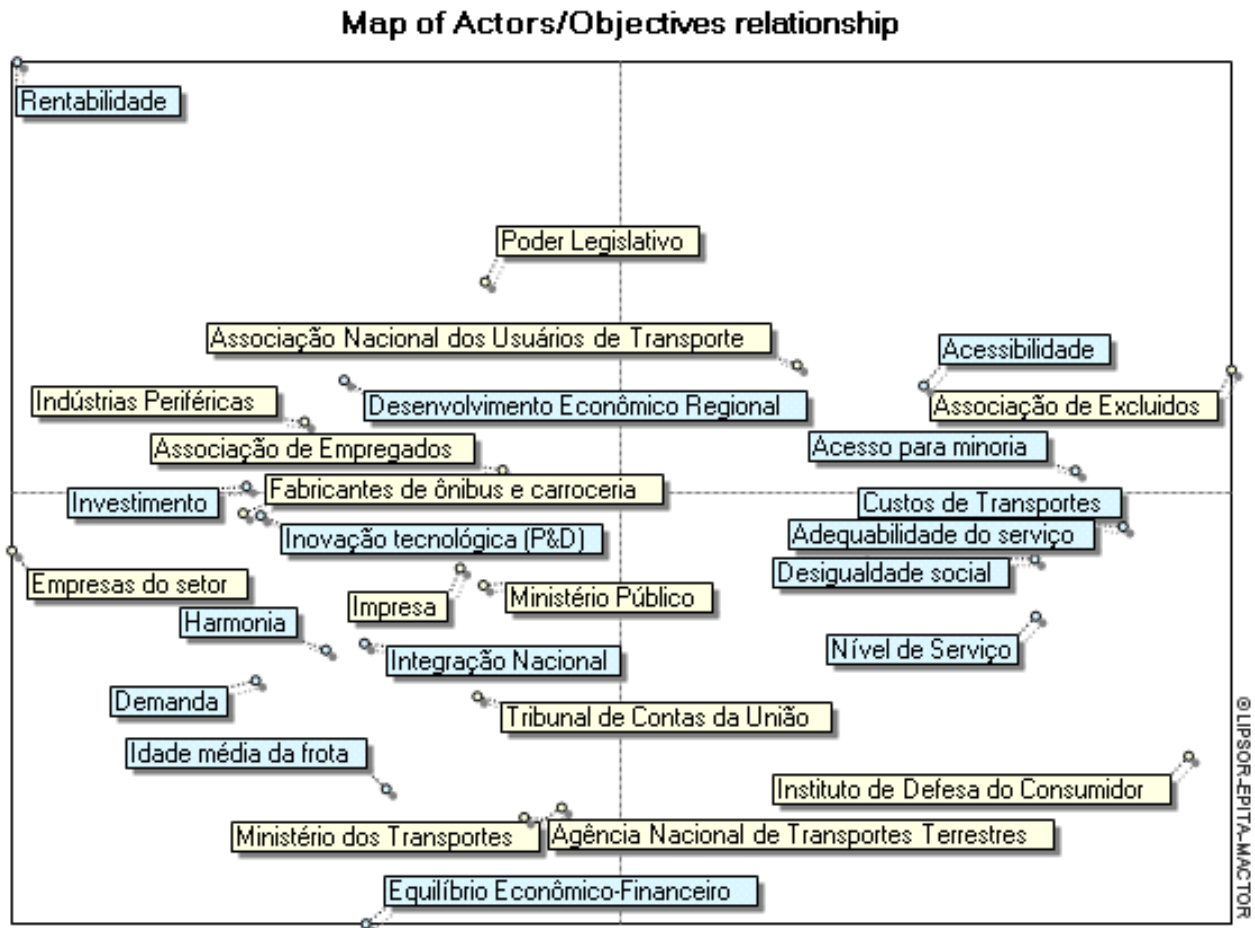 Map of Actors/Objectives relationship
Rentabilidade
Poder Legislativo
Associação Nacional dos Usuários de Transporte
Acessibilidade
Indústrias Periféricas
Desenvolvimento Econômico Regional
Associação de Excluidos
Associação de Empregados
Acesso para minoria
Fabricantes de ônibus e carroceria
Investimento
Custos de Transportes
Inovação tecnológica (P&D)
Adequabilidade do serviço
Empresas do setor
Desigualdade social
Impresa
Ministério Público
Harmonia
Integração Nacional
Nível de Serviço
Demanda
Tribunal de Contas da União
Idade média da frota
Instituto de Defesa do Consumidor
Ministério dos Transportes
Agência Nacional de Transportes Terrestres
Equilíbrio Econômico-Financeiro
© LIPSOR-EPITA-MACTOR